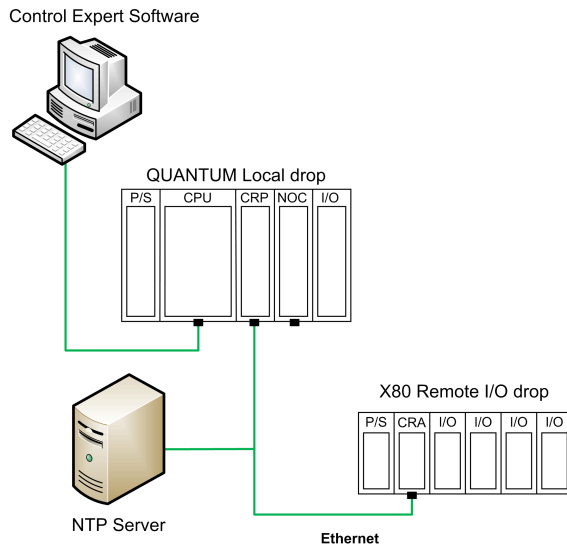 Control Expert Software
QUANTUM Local drop
P/S CPU CRP NOC I/O
X80 Remote I/O drop
P/S CRA I/O I/O I/O I/O
NTP Server
Ethernet